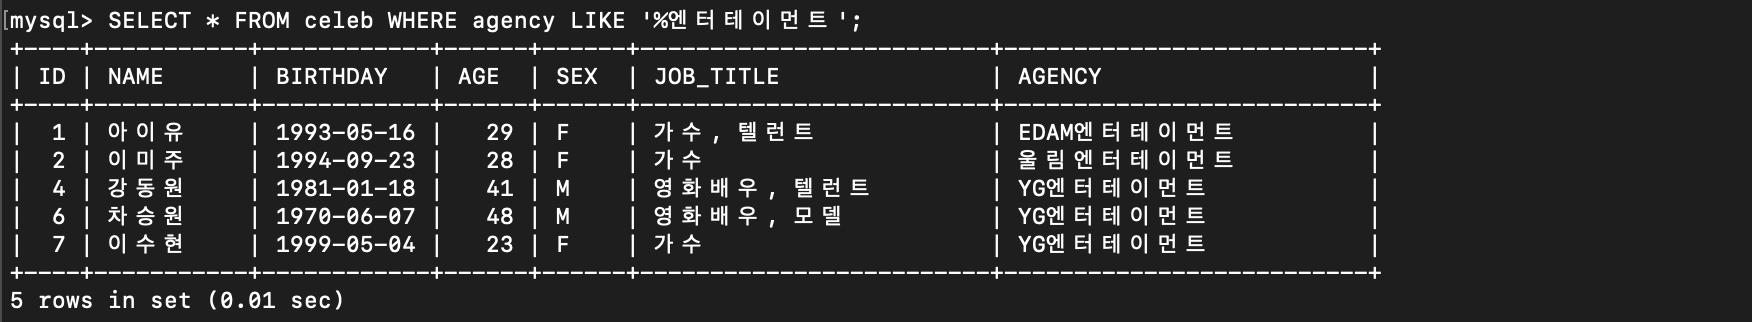 mysql> SELECT * FROM celeb WHERE agency LIKE '%엔터테이먼트';
+----+-----------+------------+------+------+-------------------------+--------------------------+
| ID | NAME      | BIRTHDAY   | AGE  | SEX  | JOB_TITLE               | AGENCY                   |
+----+-----------+------------+------+------+-------------------------+--------------------------+
|  1 | 아이유    | 1993-05-16 |   29 | F    | 가수, 텔런트            | EDAM엔터테이먼트         |
|  2 | 이미주    | 1994-09-23 |   28 | F    | 가수                    | 울림엔터테이먼트         |
|  4 | 강동원    | 1981-01-18 |   41 | M    | 영화배우, 텔런트        | YG엔터테이먼트           |
|  6 | 차승원    | 1970-06-07 |   48 | M    | 영화배우, 모델          | YG엔터테이먼트           |
|  7 | 이수현    | 1999-05-04 |   23 | F    | 가수                    | YG엔터테이먼트           |
+----+-----------+------------+------+------+-------------------------+--------------------------+
5 rows in set (0.01 sec)